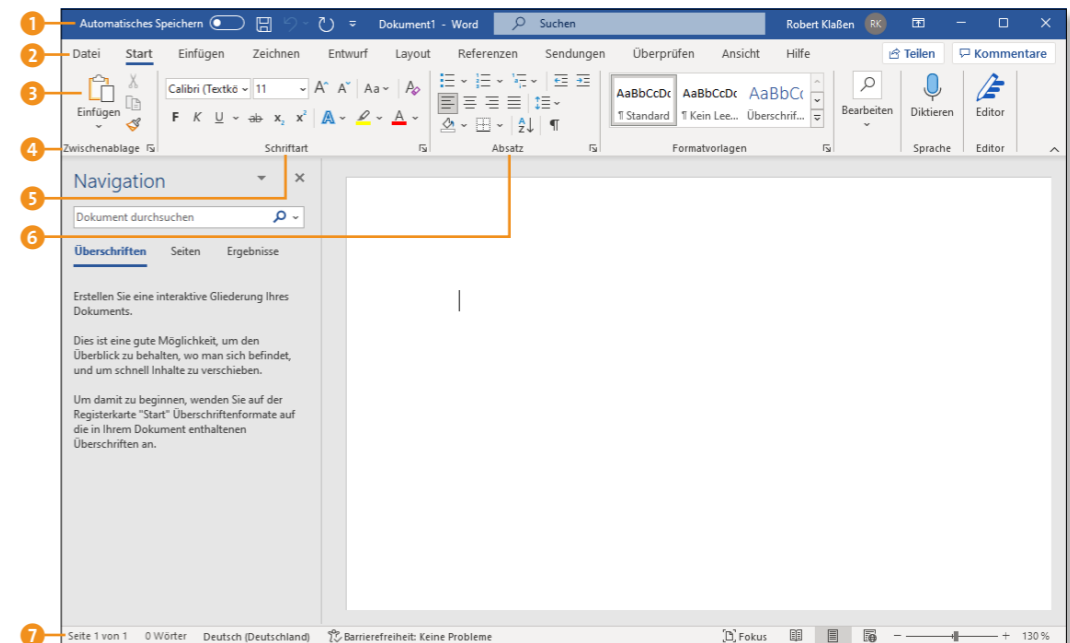 1 Automatisches Speichern Dokument1 - Word Suchen Robert Klaßen RK
2 Datei Start Einfügen Zeichnen Entwurf Layout Referenzen Sendungen Überprüfen Ansicht Hilfe Teilen Kommentare
3 Einfügen Calibri (Textkö 11 A A Aa A
F K U ab x₂ x² A A
AaBbCcDc AaBbCcDc AaBbCc
¶ Standard ¶ Kein Lee... Überschrif...
Bearbeiten Diktieren Editor
4 Zwischenablage Schriftart Absatz Formatvorlagen Sprache Editor
Navigation
5
Dokument durchsuchen
6
Überschriften Seiten Ergebnisse
Erstellen Sie eine interaktive Gliederung Ihres
Dokuments.
Dies ist eine gute Möglichkeit, um den
Überblick zu behalten, wo man sich befindet,
und um schnell Inhalte zu verschieben.
Um damit zu beginnen, wenden Sie auf der
Registerkarte "Start" Überschriftenformate auf
die in Ihrem Dokument enthaltenen
Überschriften an.
7 Seite 1 von 1 0 Wörter Deutsch (Deutschland) Barrierefreiheit: Keine Probleme Fokus 130 %